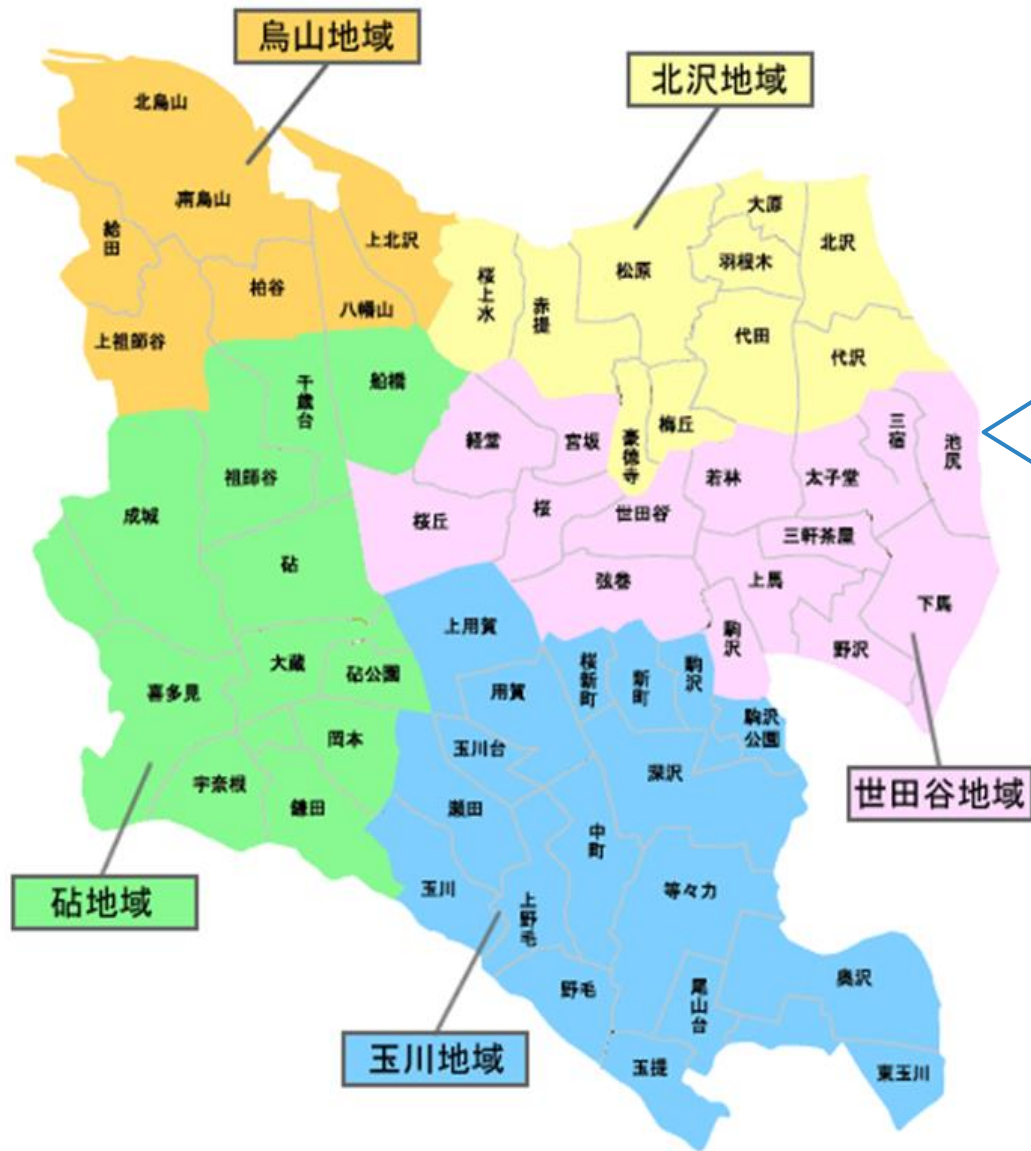 烏山地域
北沢地域
北烏山
南烏山
給田
上北沢
柏谷
八幡山
上祖師谷
大原
北沢
羽根木
松原
桜上水
赤提
代田
代沢
梅丘
豪徳寺
船橋
千歳台
祖師谷
成城
砧
大蔵
砧公園
喜多見
岡本
宇奈根
鎌田
経堂
宮坂
三宿
池尻
若林
太子堂
桜丘
桜
世田谷
三軒茶屋
弦巻
上馬
下馬
駒沢
野沢
上用賀
桜新町
新町
駒沢
用賀
駒沢
公園
玉川台
深沢
瀬田
中町
玉川
上野毛
等々力
野毛
尾山台
奥沢
玉提
東玉川
世田谷地域
砧地域
玉川地域